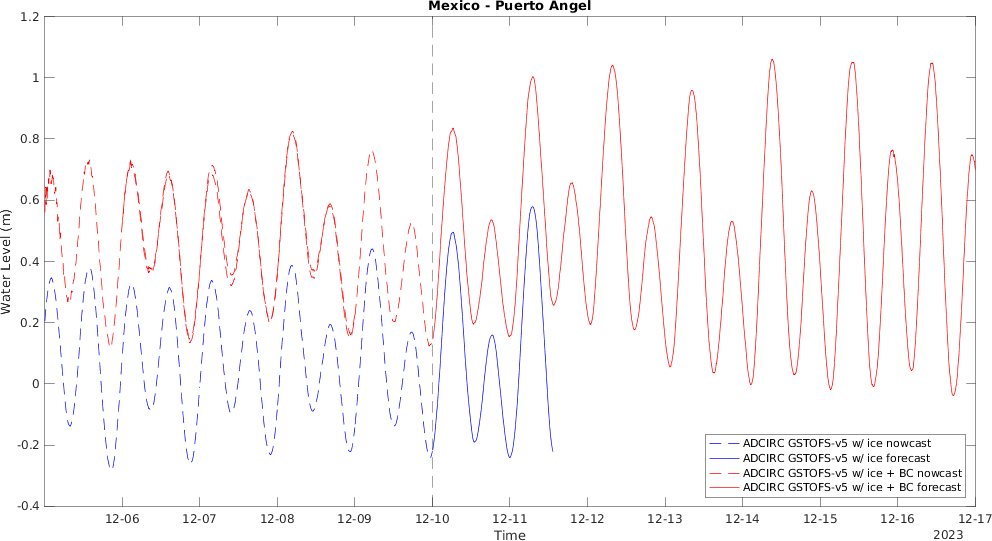 Mexico - Puerto Angel
1.2
1
0.8
0.6
0.4
0.2
0
-0.2
-0.4
Water Level (m)
ADCIRC GSTOFS-v5 w/ ice nowcast
ADCIRC GSTOFS-v5 w/ ice forecast
ADCIRC GSTOFS-v5 w/ ice + BC nowcast
ADCIRC GSTOFS-v5 w/ ice + BC forecast
12-06 12-07 12-08 12-09 12-10 12-11 12-12 12-13 12-14 12-15 12-16 12-17
Time
2023